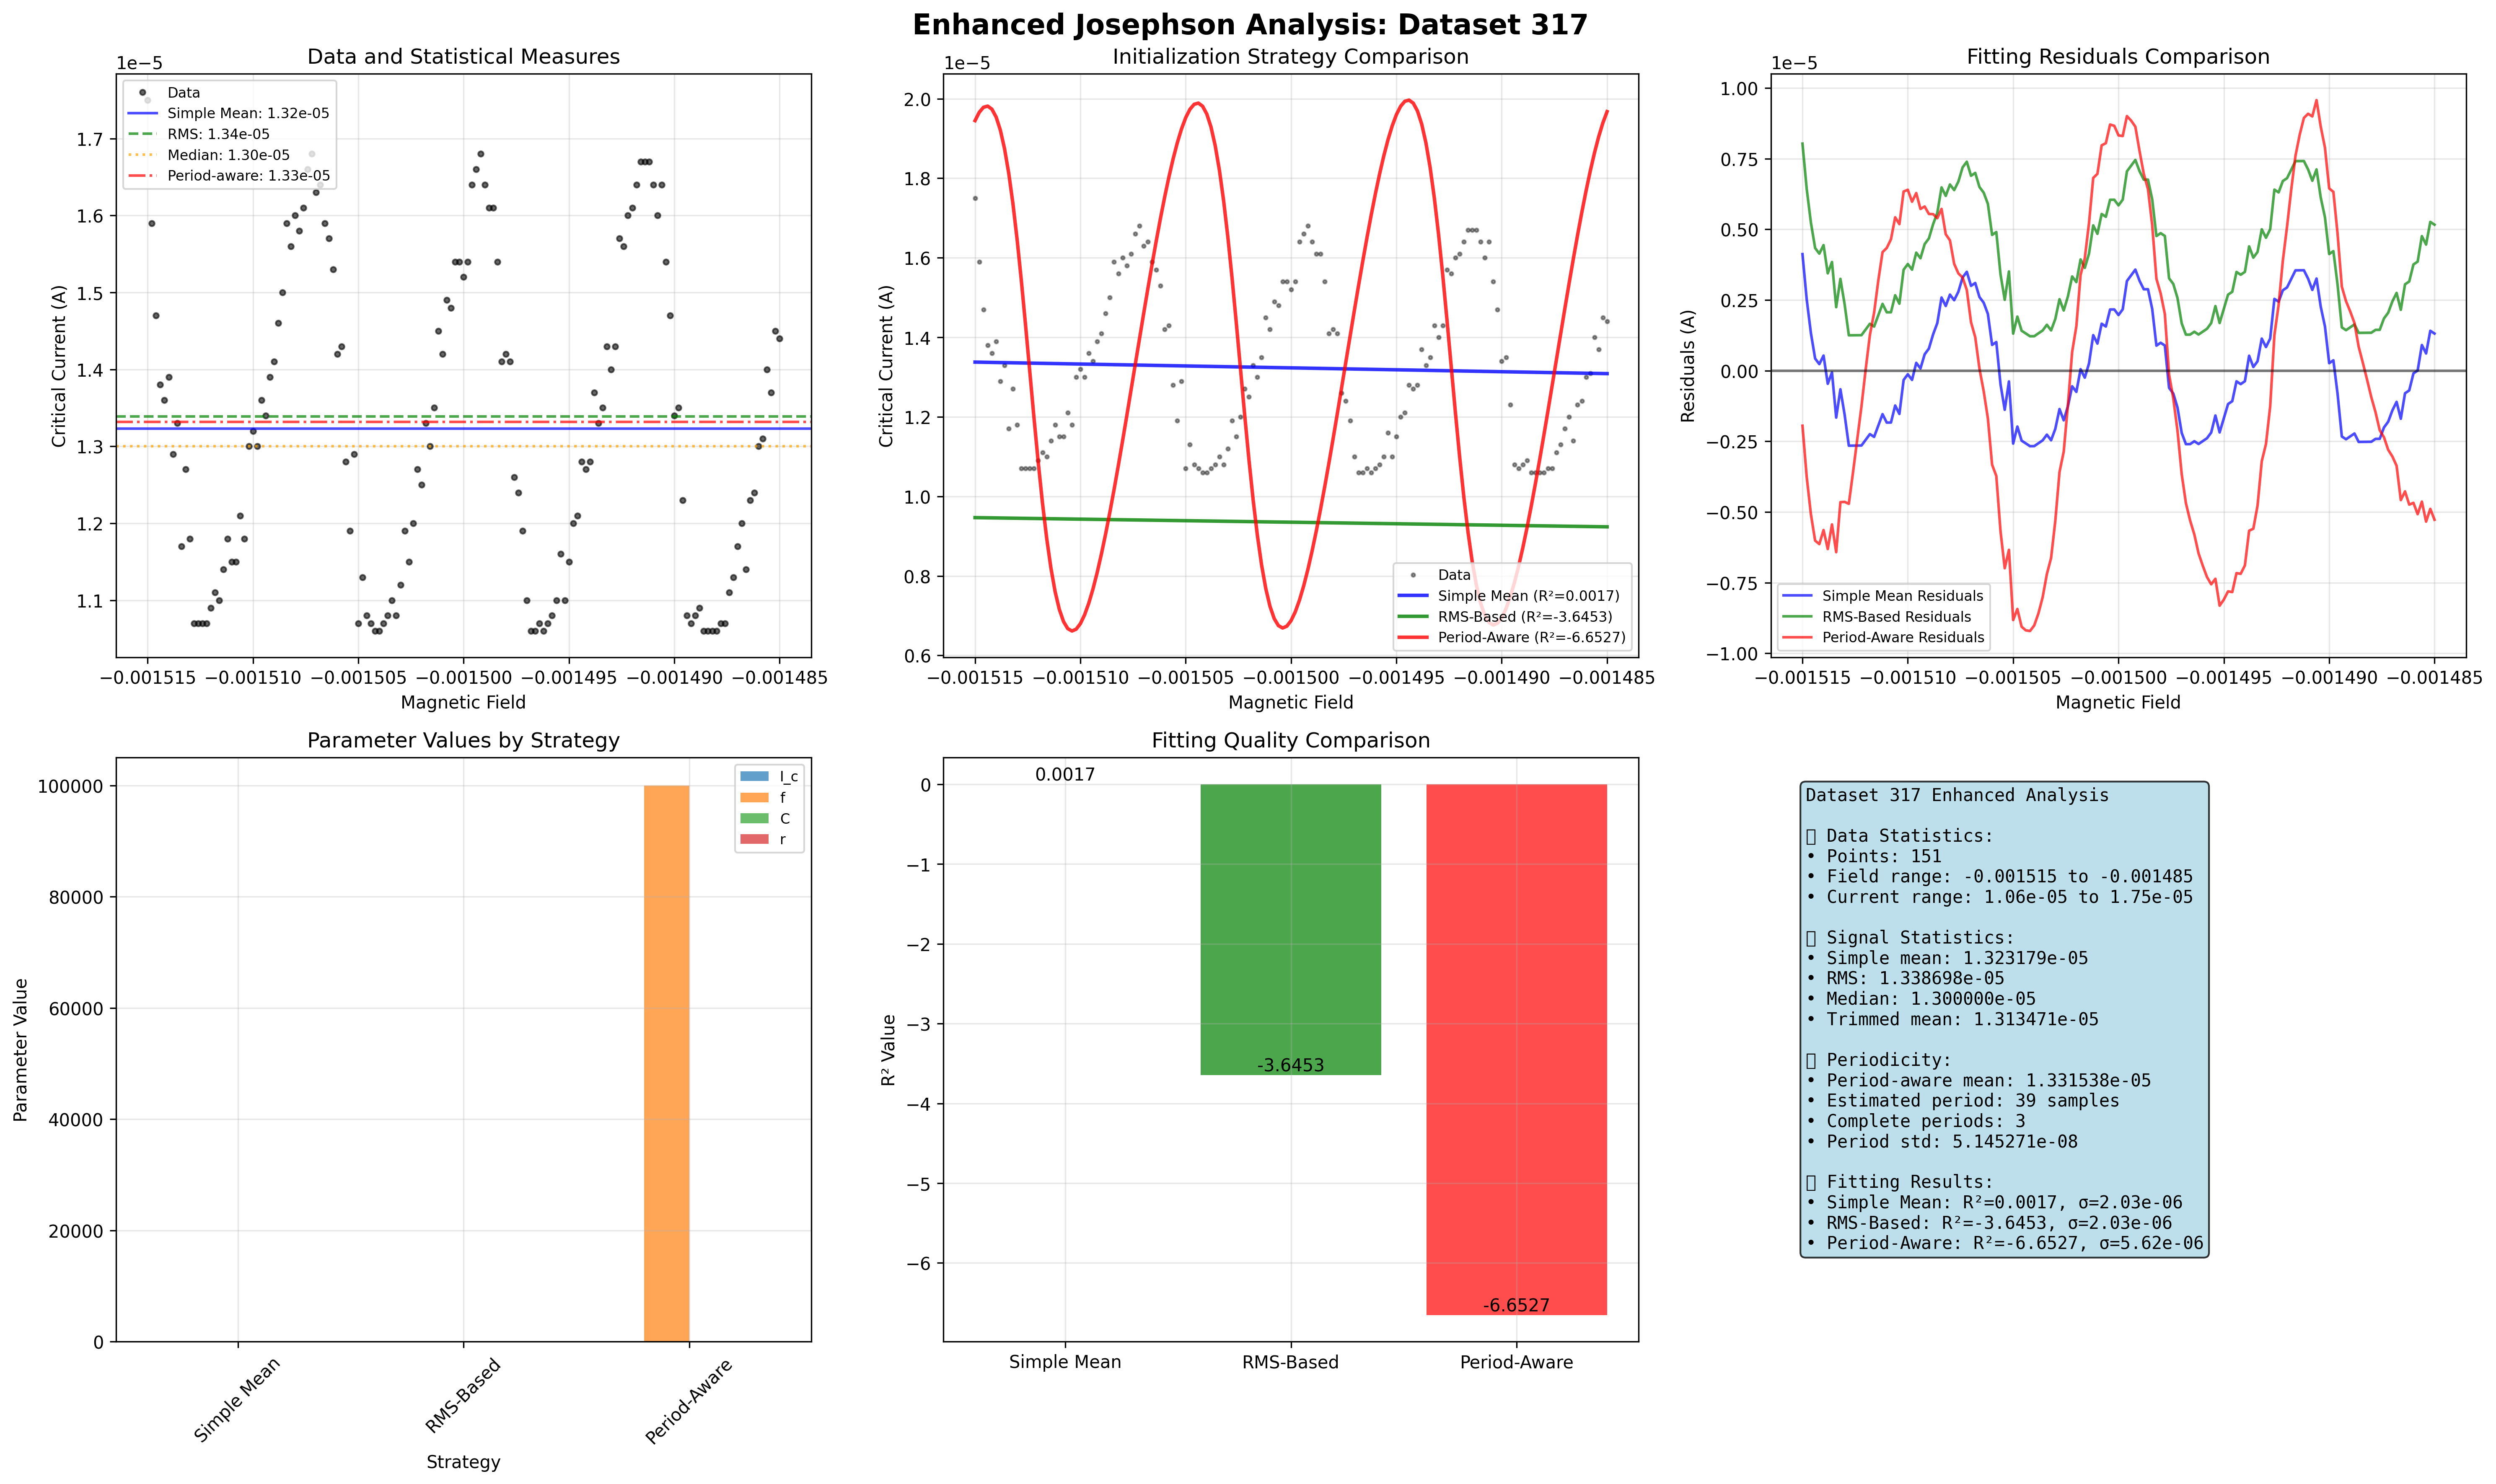 Enhanced Josephson Analysis: Dataset 317
Data and Statistical Measures
1e−5
Data
Simple Mean: 1.32e-05
RMS: 1.34e-05
Median: 1.30e-05
Period-aware: 1.33e-05
1.7
1.6
1.5
1.4
1.3
1.2
1.1
Critical Current (A)
−0.001515 −0.001510 −0.001505 −0.001500 −0.001495 −0.001490 −0.001485
Magnetic Field
Initialization Strategy Comparison
1e−5
2.0
1.8
1.6
1.4
1.2
1.0
0.8
0.6
Critical Current (A)
Data
Simple Mean (R²=0.0017)
RMS-Based (R²=-3.6453)
Period-Aware (R²=-6.6527)
−0.001515 −0.001510 −0.001505 −0.001500 −0.001495 −0.001490 −0.001485
Magnetic Field
Fitting Residuals Comparison
1e−5
1.00
0.75
0.50
0.25
0.00
−0.25
−0.50
−0.75
−1.00
Residuals (A)
Simple Mean Residuals
RMS-Based Residuals
Period-Aware Residuals
−0.001515 −0.001510 −0.001505 −0.001500 −0.001495 −0.001490 −0.001485
Magnetic Field
Parameter Values by Strategy
100000
80000
60000
40000
20000
0
Parameter Value
I_c
f
C
r
Simple Mean
RMS-Based
Period-Aware
Strategy
Fitting Quality Comparison
0
−1
−2
−3
−4
−5
−6
R² Value
0.0017
-3.6453
-6.6527
Simple Mean
RMS-Based
Period-Aware
Dataset 317 Enhanced Analysis
Data Statistics:
• Points: 151
• Field range: -0.001515 to -0.001485
• Current range: 1.06e-05 to 1.75e-05
Signal Statistics:
• Simple mean: 1.323179e-05
• RMS: 1.338698e-05
• Median: 1.300000e-05
• Trimmed mean: 1.313471e-05
Periodicity:
• Period-aware mean: 1.331538e-05
• Estimated period: 39 samples
• Complete periods: 3
• Period std: 5.145271e-08
Fitting Results:
• Simple Mean: R²=0.0017, σ=2.03e-06
• RMS-Based: R²=-3.6453, σ=2.03e-06
• Period-Aware: R²=-6.6527, σ=5.62e-06